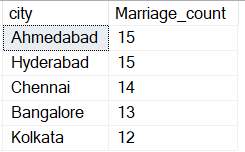 city Marriage_count
Ahmedabad 15
Hyderabad 15
Chennai 14
Bangalore 13
Kolkata 12